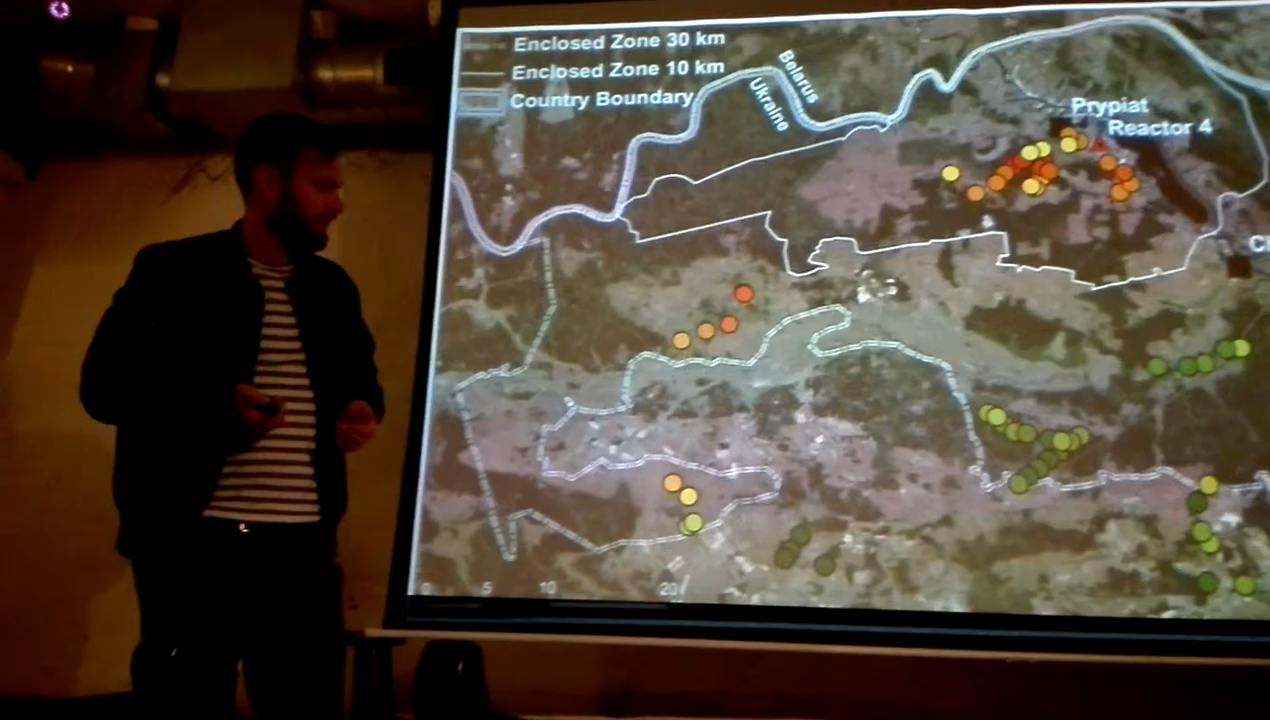 Enclosed Zone 30 km
Enclosed Zone 10 km
Country Boundary
Belarus
Ukraine
Prypiat
Reactor 4
0 5 10 20